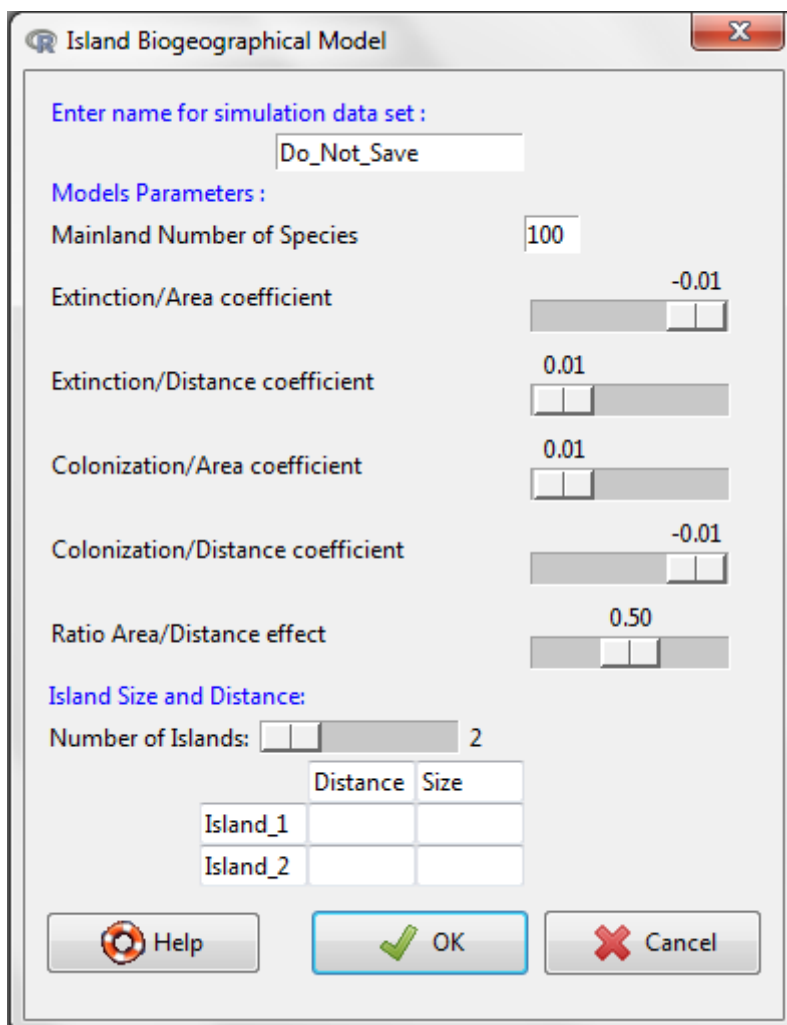 Island Biogeographical Model
Enter name for simulation data set :
Do_Not_Save
Models Parameters :
Mainland Number of Species 100
-0.01
Extinction/Area coefficient
0.01
Extinction/Distance coefficient
0.01
Colonization/Area coefficient
-0.01
Colonization/Distance coefficient
0.50
Ratio Area/Distance effect
Island Size and Distance:
Number of Islands: 2
Distance Size
Island_1
Island_2
Help OK Cancel